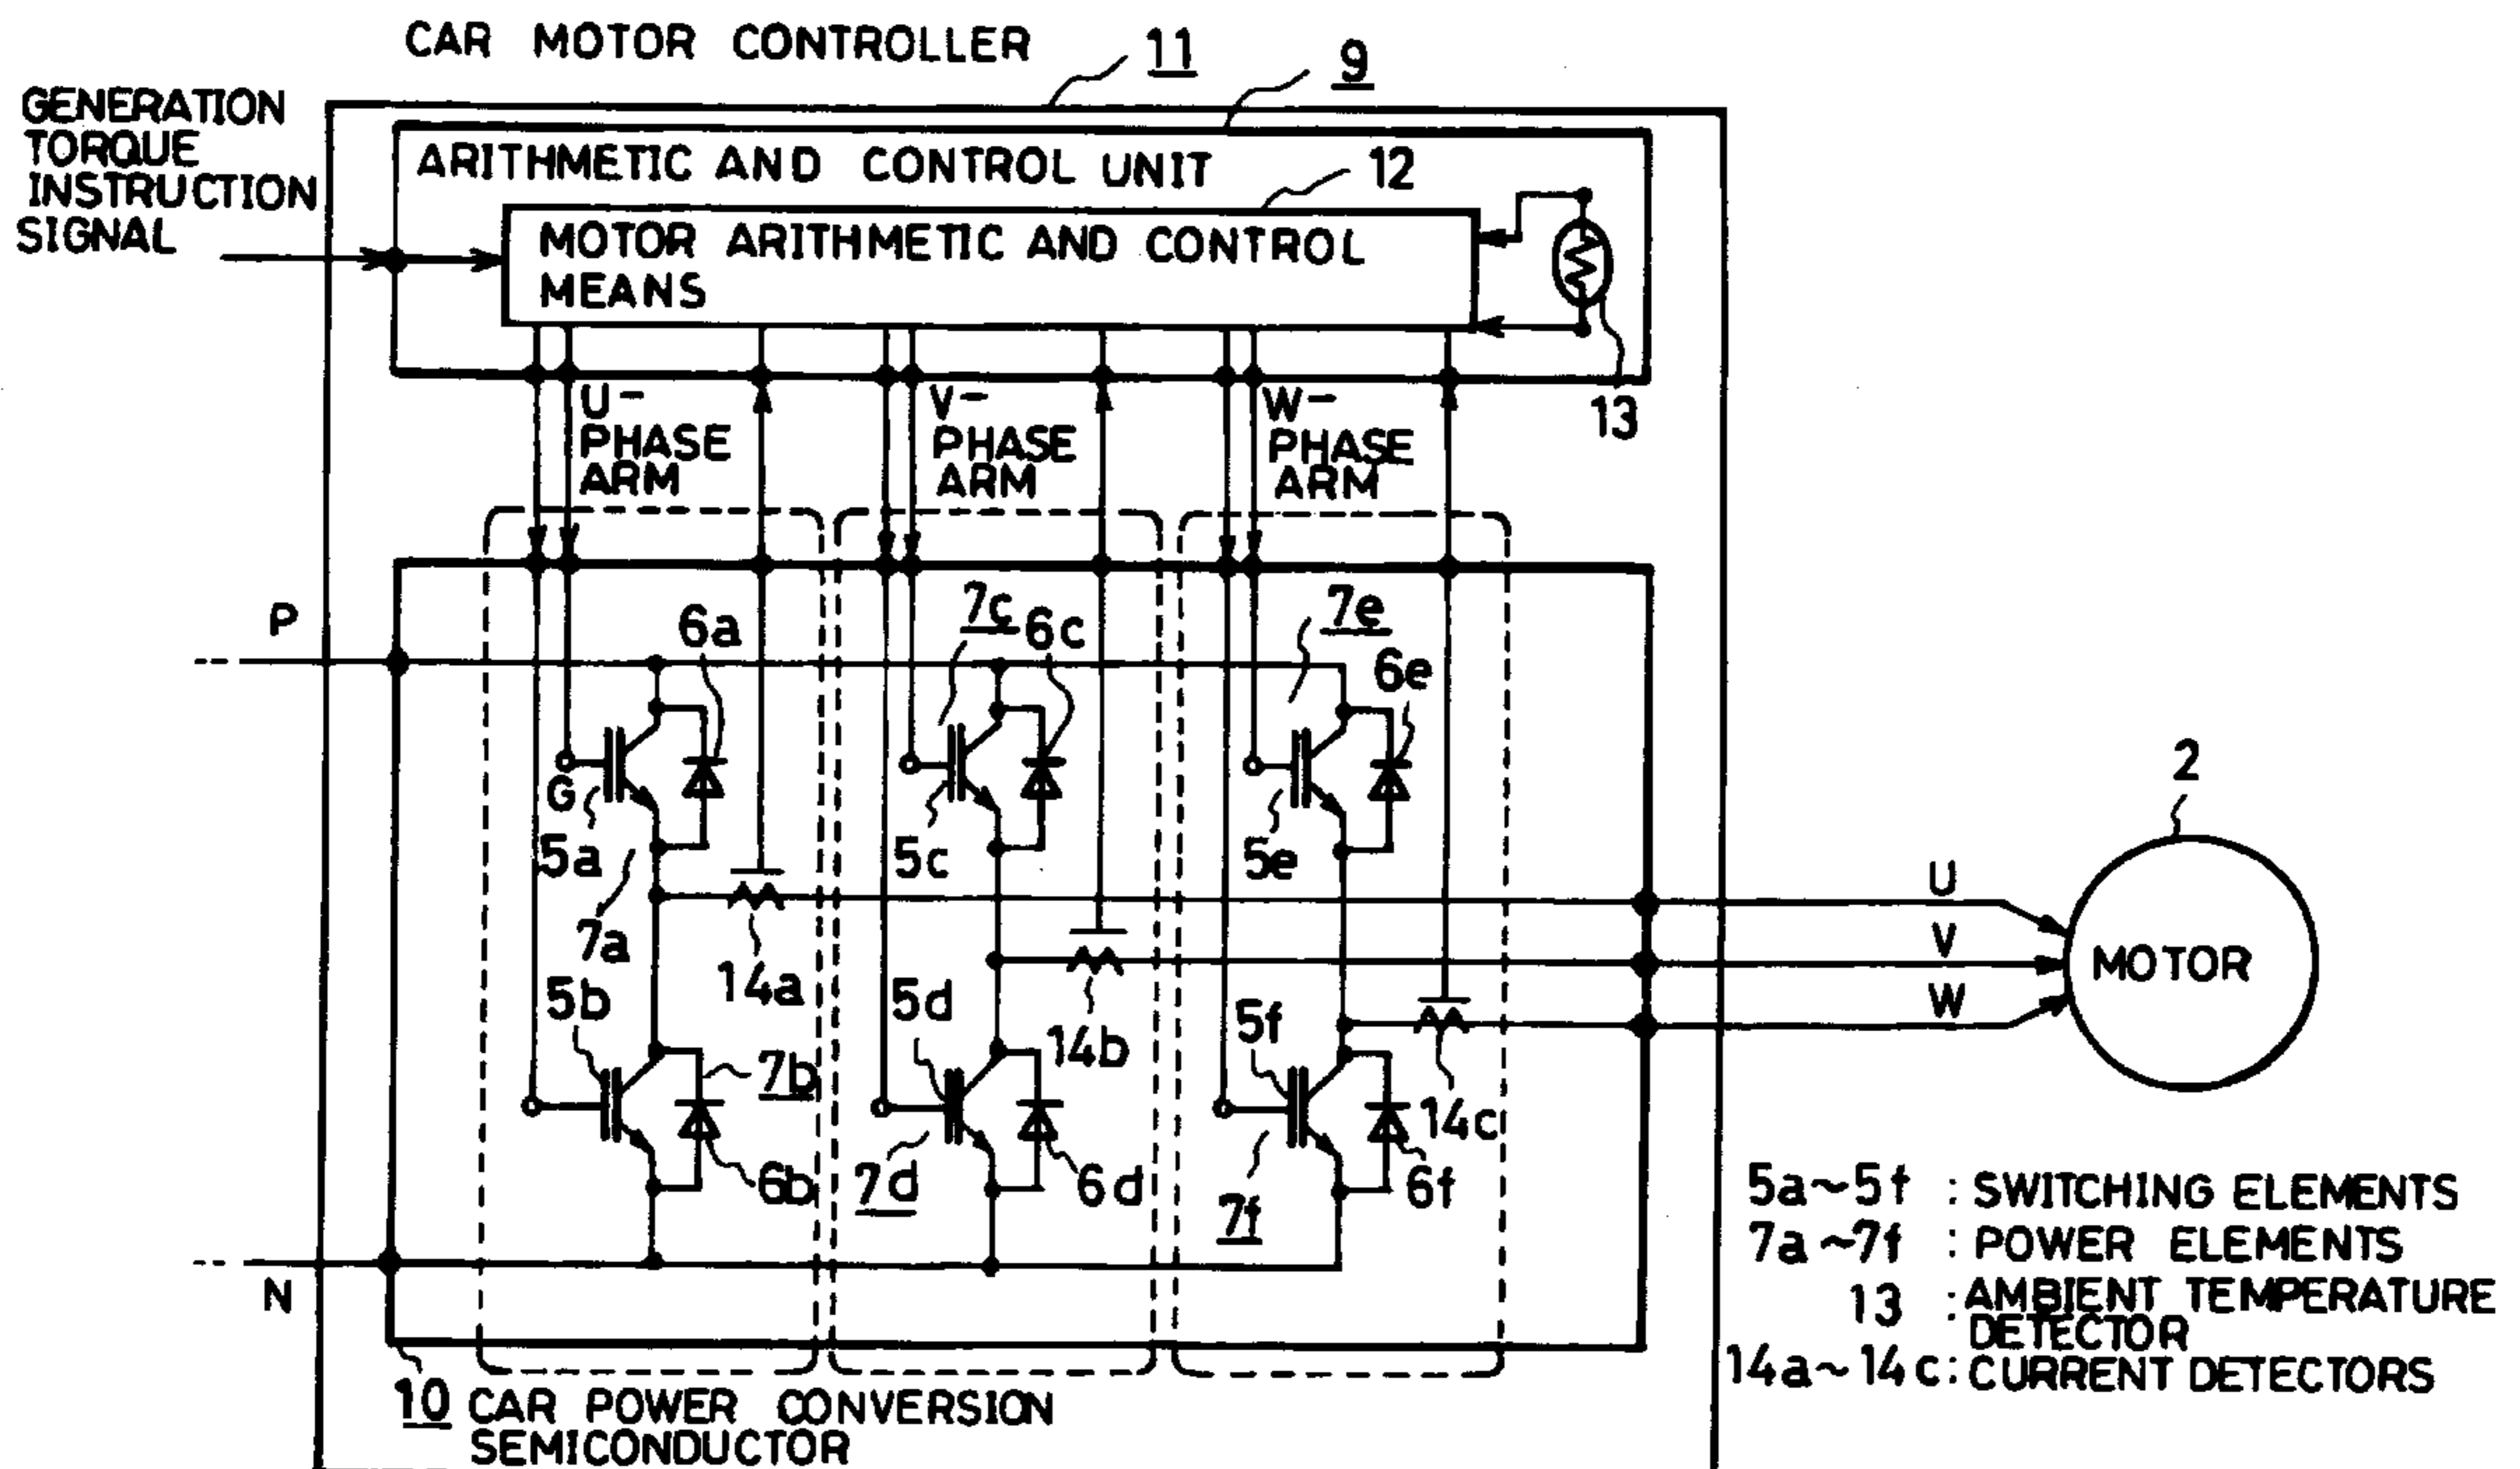 CAR MOTOR CONTROLLER
11
9
GENERATION
TORQUE
INSTRUCTION
SIGNAL
ARITHMETIC AND CONTROL UNIT
12
MOTOR ARITHMETIC AND CONTROL
MEANS
13
U-
PHASE
ARM
V-
PHASE
ARM
W-
PHASE
ARM
P
6a
7c
6c
7e
6e
G
5a
5c
5e
7a
14a
14b
14c
5b
7b
6b
5d
7d
6d
5f
7f
6f
N
2
U
V
W
MOTOR
5a~5f : SWITCHING ELEMENTS
7a~7f : POWER ELEMENTS
13 : AMBIENT TEMPERATURE
DETECTOR
14a~14c: CURRENT DETECTORS
10 CAR POWER CONVERSION
SEMICONDUCTOR